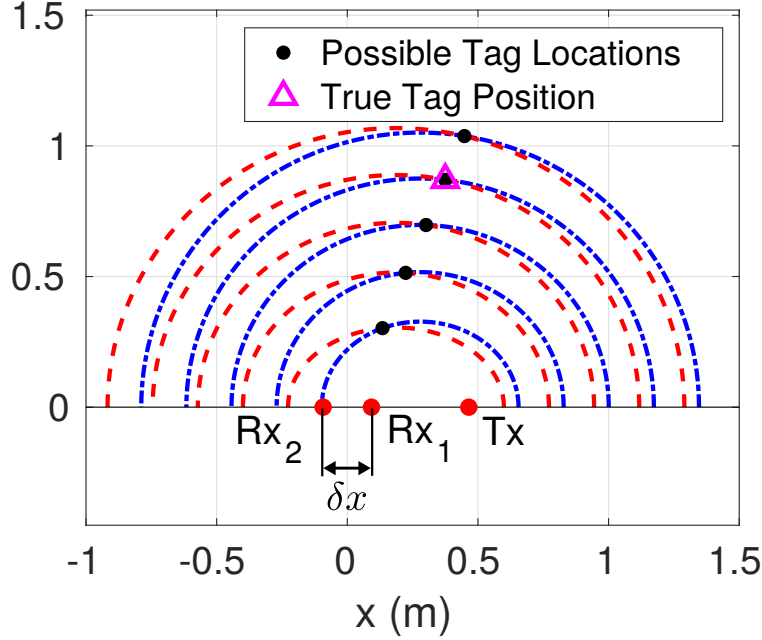 1.5
Possible Tag Locations
True Tag Position
1
0.5
0
Rx₂ Rx₁ Tx
δx
-1 -0.5 0 0.5 1 1.5
x (m)